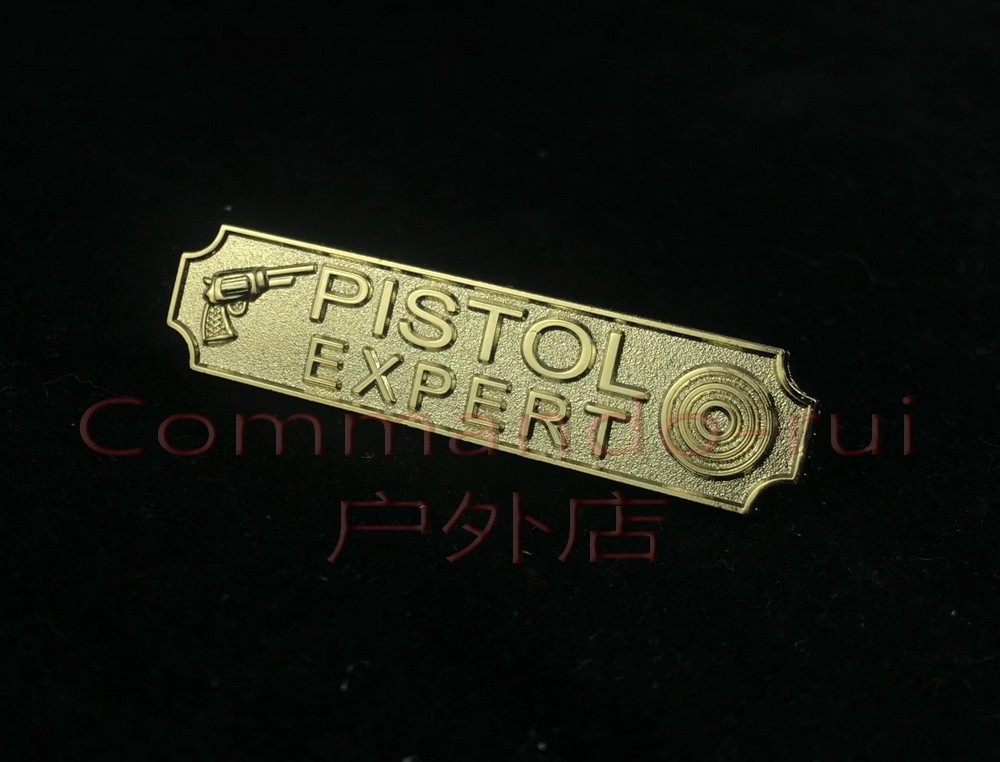 PISTOL
EXPERT
Commando-rui
户外店